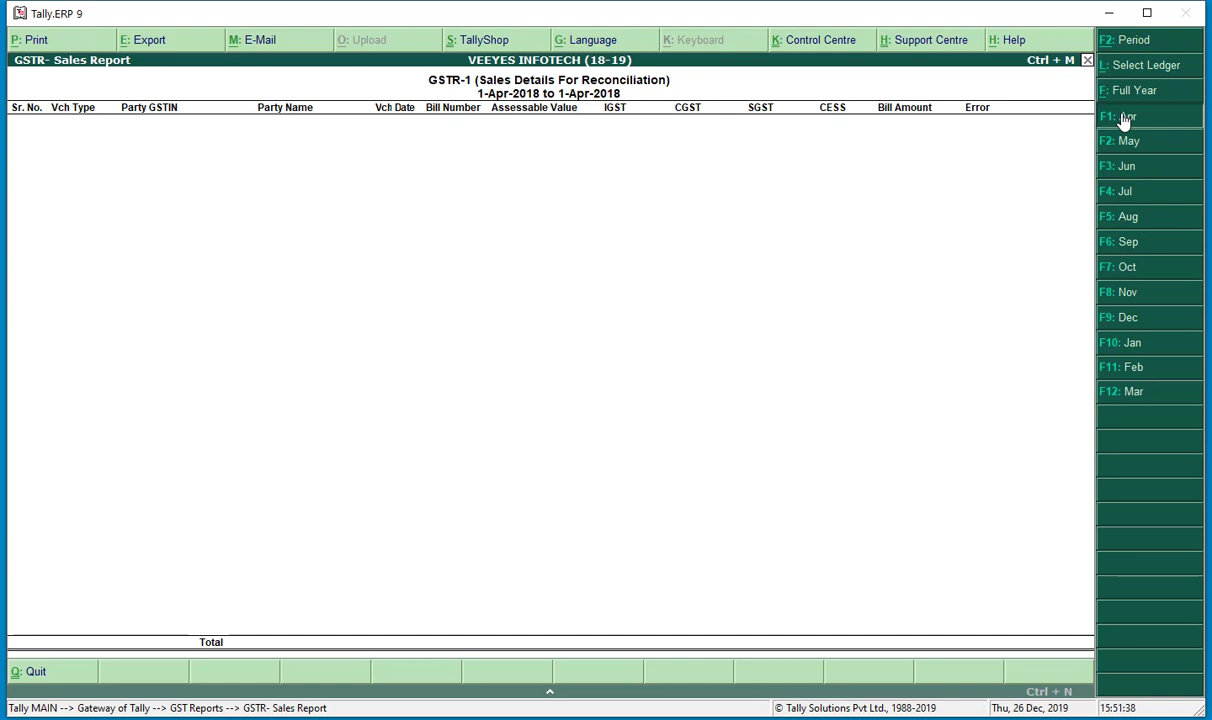 Tally.ERP 9
P: Print E: Export M: E-Mail O: Upload S: TallyShop G: Language K: Keyboard K: Control Centre H: Support Centre H: Help
GSTR- Sales Report VEEYES INFOTECH (18-19) Ctrl + M
GSTR-1 (Sales Details For Reconciliation)
1-Apr-2018 to 1-Apr-2018
Sr. No. Vch Type Party GSTIN Party Name Vch Date Bill Number Assessable Value IGST CGST SGST CESS Bill Amount Error
Total
Q: Quit
Ctrl + N
F2: Period
L: Select Ledger
F: Full Year
F1: Apr
F2: May
F3: Jun
F4: Jul
F5: Aug
F6: Sep
F7: Oct
F8: Nov
F9: Dec
F10: Jan
F11: Feb
F12: Mar
Tally MAIN --> Gateway of Tally --> GST Reports --> GSTR- Sales Report © Tally Solutions Pvt Ltd., 1988-2019 Thu, 26 Dec, 2019 15:51:38